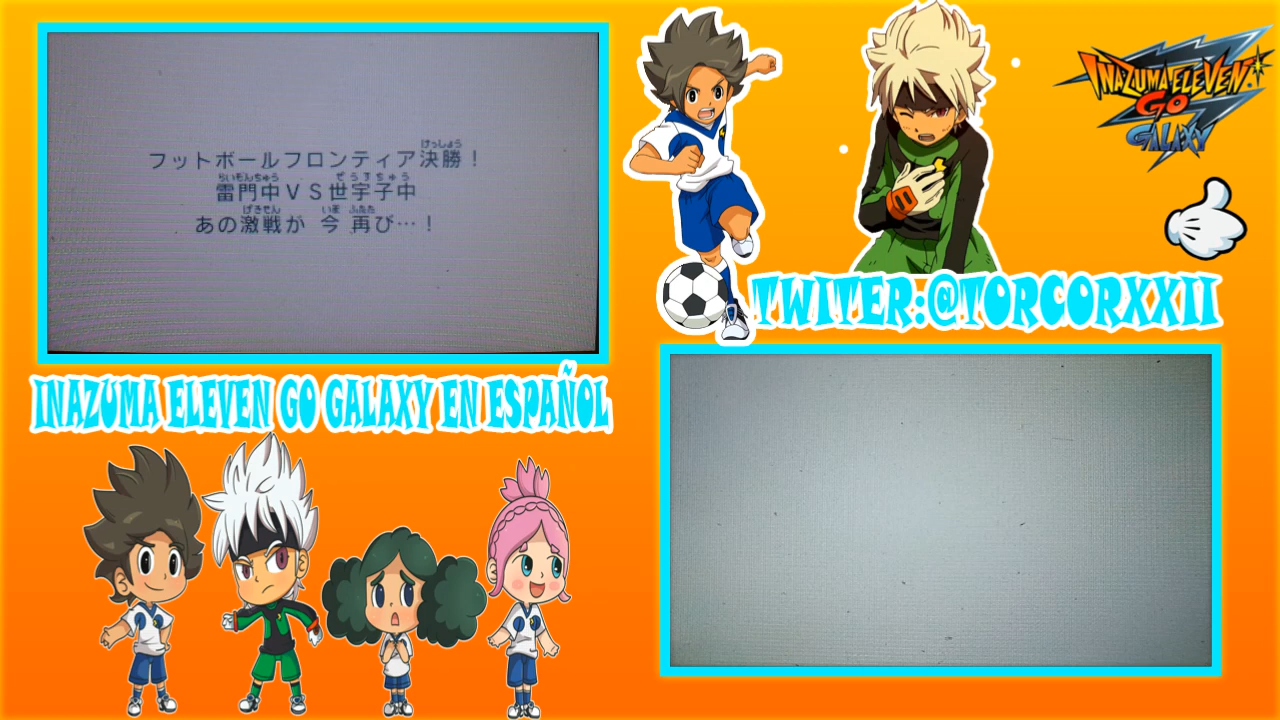 フットボールフロンティア決勝！
雷門中ＶＳ世宇子中
あの激戦が 今 再び…！
INAZUMA ELEVEN GO GALAXY
TWITER:@TORCORXXII
INAZUMA ELEVEN GO GALAXY EN ESPAÑOL